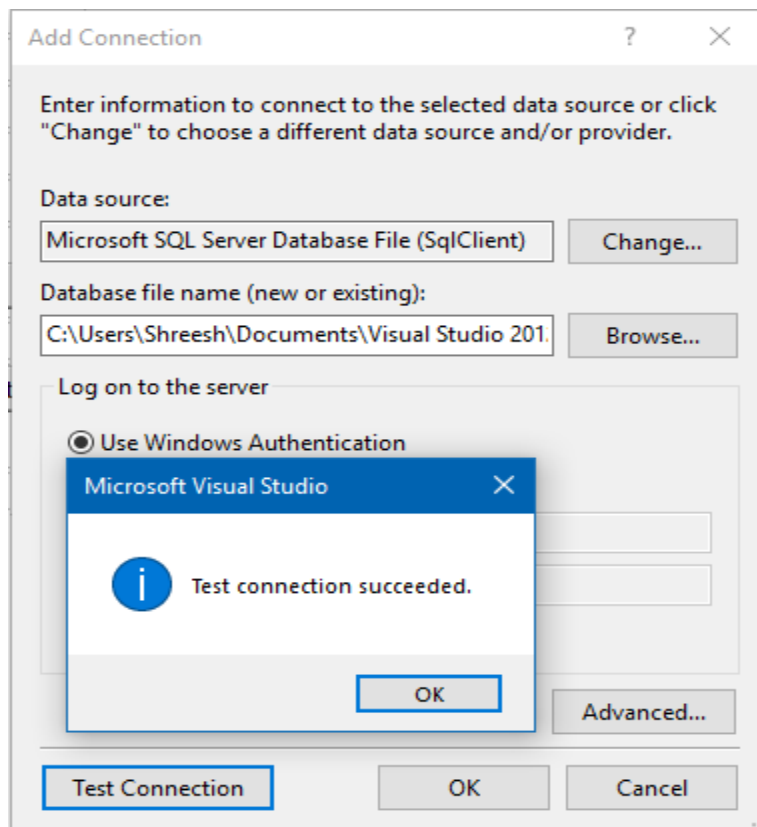 Add Connection ?
Enter information to connect to the selected data source or click
"Change" to choose a different data source and/or provider.
Data source:
Microsoft SQL Server Database File (SqlClient) Change...
Database file name (new or existing):
C:\Users\Shreesh\Documents\Visual Studio 201 Browse...
Log on to the server
Use Windows Authentication
Microsoft Visual Studio
i Test connection succeeded.
OK
Advanced...
Test Connection OK Cancel